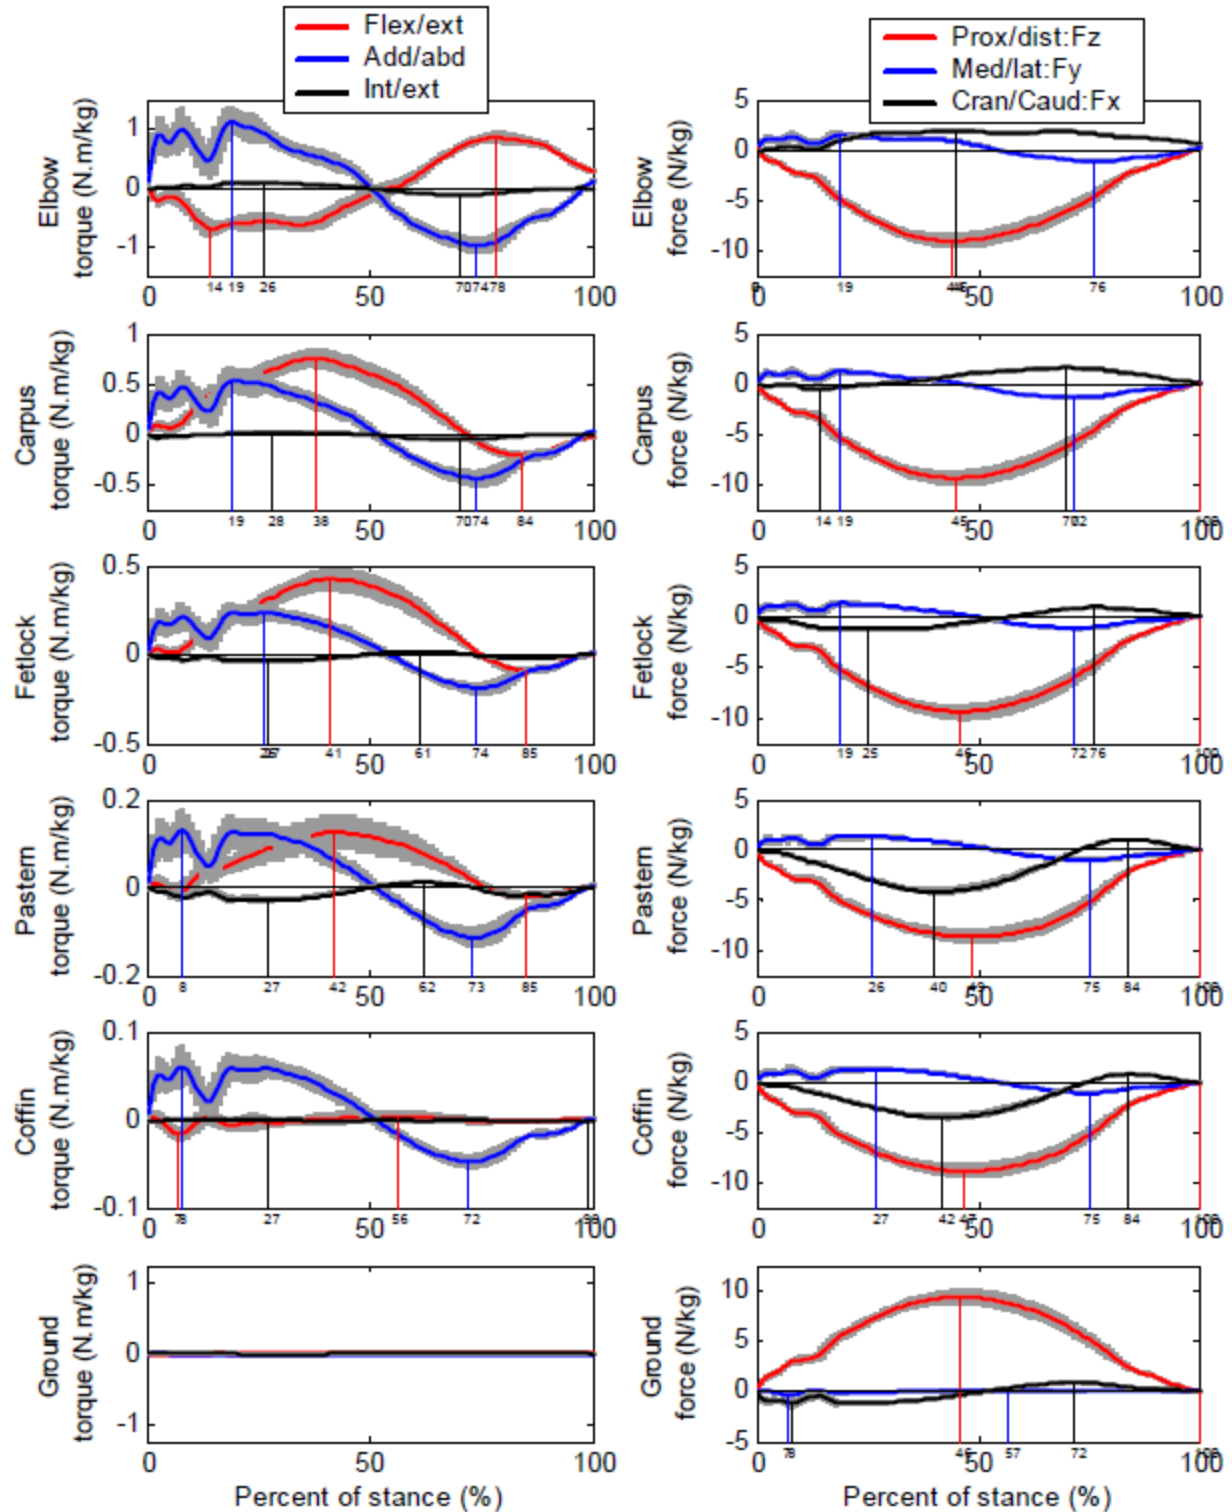 Flex/ext
Add/abd
Int/ext
Prox/dist:Fz
Med/lat:Fy
Cran/Caud:Fx
Elbow
torque (N.m/kg)
1
0
-1
0 50 100
14 19 26 70 74 78
Elbow
force (N/kg)
5
0
-5
-10
0 50 100
19 76
Carpus
torque (N.m/kg)
1
0.5
0
-0.5
0 50 100
19 28 38 70 74 84
Carpus
force (N/kg)
5
0
-5
-10
0 50 100
14 19 45
Fetlock
torque (N.m/kg)
0.5
0
-0.5
0 50 100
41 61 74 85
Fetlock
force (N/kg)
5
0
-5
-10
0 50 100
19 25 46 72 76
Pastern
torque (N.m/kg)
0.2
0
-0.2
0 50 100
8 27 42 62 73 85
Pastern
force (N/kg)
5
0
-5
-10
0 50 100
26 40 75 84
Coffin
torque (N.m/kg)
0.1
0
-0.1
0 50 100
7 8 27 56 72
Coffin
force (N/kg)
5
0
-5
-10
0 50 100
27 42 47 75 84
Ground
torque (N.m/kg)
1
0
-1
0 50 100
Percent of stance (%)
Ground
force (N/kg)
10
5
0
-5
0 50 100
7 8 46 57 72
Percent of stance (%)